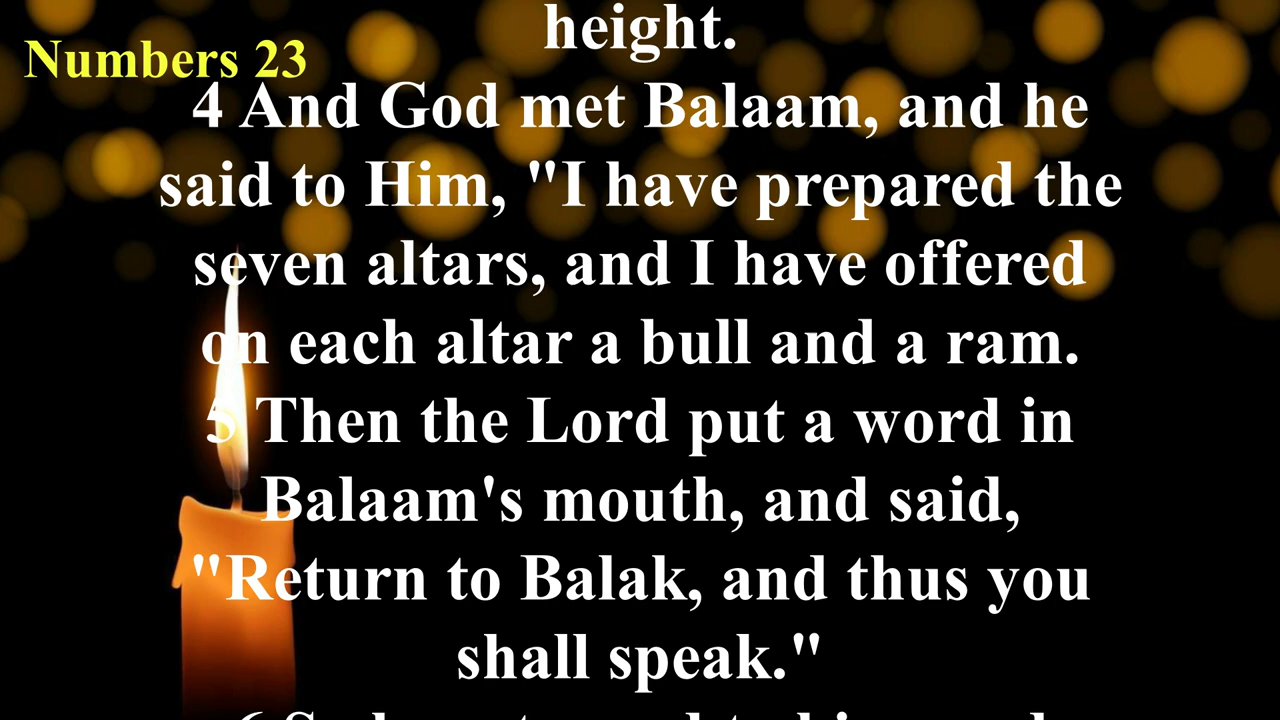 height.
Numbers 23
4 And God met Balaam, and he
said to Him, "I have prepared the
seven altars, and I have offered
on each altar a bull and a ram.
5 Then the Lord put a word in
Balaam's mouth, and said,
"Return to Balak, and thus you
shall speak."